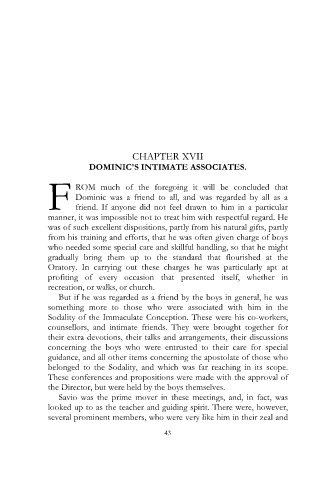 CHAPTER XVII
DOMINIC'S INTIMATE ASSOCIATES.
FROM much of the foregoing it will be concluded that
Dominic was a friend to all, and was regarded by all as a
friend. If anyone did not feel drawn to him in a particular
manner, it was impossible not to treat him with respectful regard. He
was of such excellent dispositions, partly from his natural gifts, partly
from his training and efforts, that he was often given charge of boys
who needed some special care and skillful handling, so that he might
gradually bring them up to the standard that flourished at the
Oratory. In carrying out these charges he was particularly apt at
profiting of every occasion that presented itself, whether in
recreation, or walks, or church.
But if he was regarded as a friend by the boys in general, he was
something more to those who were associated with him in the
Sodality of the Immaculate Conception. These were his co-workers,
counsellors, and intimate friends. They were brought together for
their extra devotions, their talks and arrangements, their discussions
concerning the boys who were entrusted to their care for special
guidance, and all other items concerning the apostolate of those who
belonged to the Sodality, and which was far reaching in its scope.
These conferences and propositions were made with the approval of
the Director, but were held by the boys themselves.
Savio was the prime mover in these meetings, and, in fact, was
looked up to as the teacher and guiding spirit. There were, however,
several prominent members, who were very like him in their zeal and
43